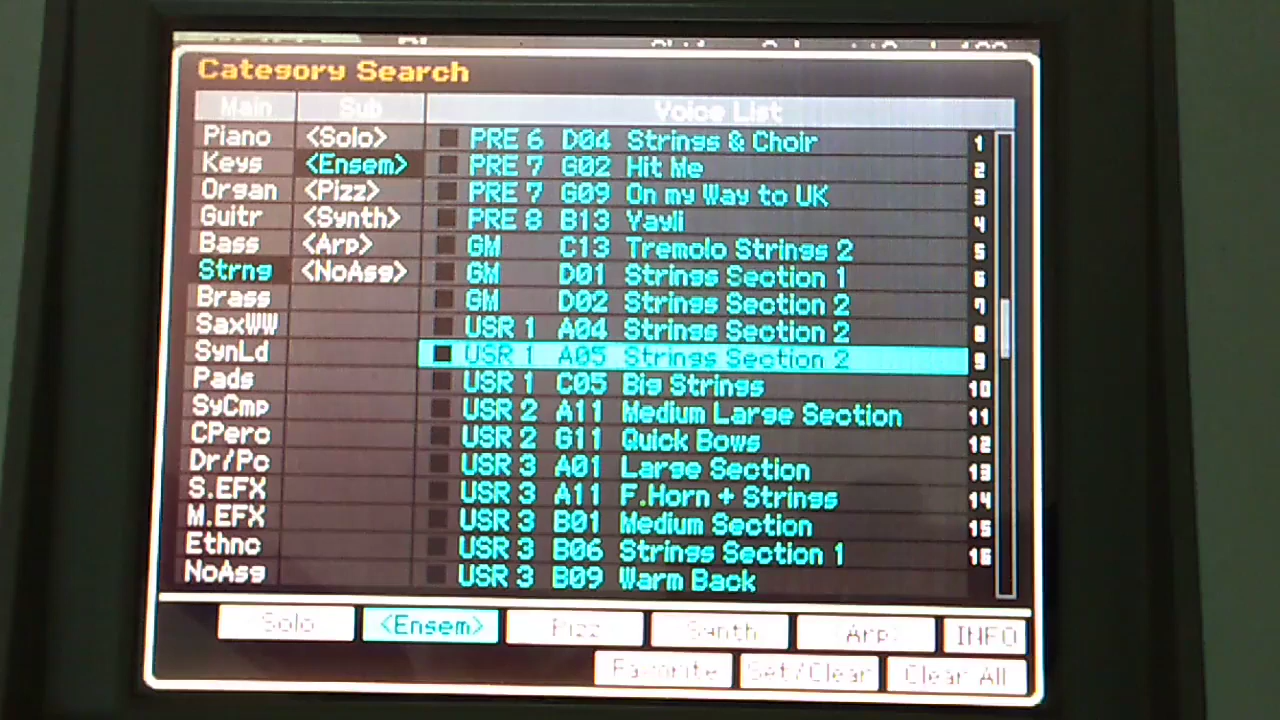 Category Search
Main Sub Voice List
Piano <Solo> PRE 6 D04 Strings & Choir 1
Keys <Ensem> PRE 7 G02 Hit Me 2
Organ <Pizz> PRE 7 G09 On my Way to UK 3
Guitr <Synth> PRE 8 B13 Yayli 4
Bass <Arp> GM C13 Tremolo Strings 2 5
Strng <NoAsg> GM D01 Strings Section 1 6
Brass GM D02 Strings Section 2 7
SaxWW USR 1 A04 Strings Section 2 8
SynLd USR 1 A05 Strings Section 2 9
Pads USR 1 C05 Big Strings 10
SyCmp USR 2 A11 Medium Large Section 11
CPerc USR 2 G11 Quick Bows 12
Dr/Pc USR 3 A01 Large Section 13
S.EFX USR 3 A11 F.Horn + Strings 14
M.EFX USR 3 B01 Medium Section 15
Ethnc USR 3 B06 Strings Section 1 16
NoAsg USR 3 B09 Warm Back
Solo <Ensem> Pizz Synth Arp INFO
Favorite Set/Clear Clear All